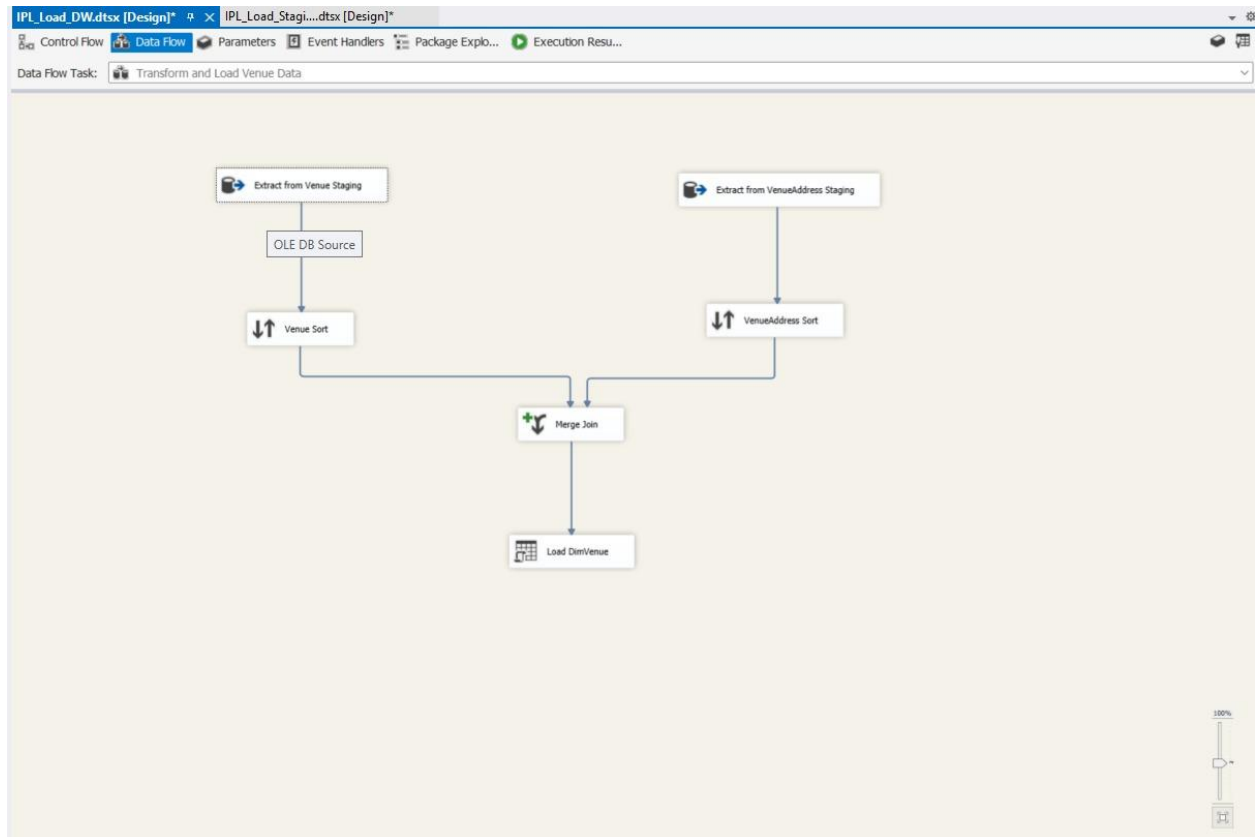 IPL_Load_DW.dtsx [Design]* IPL_Load_Stagi....dtsx [Design]*
Control Flow Data Flow Parameters Event Handlers Package Explo... Execution Resu...
Data Flow Task: Transform and Load Venue Data
Extract from Venue Staging
Extract from VenueAddress Staging
OLE DB Source
Venue Sort
VenueAddress Sort
Merge Join
Load DimVenue
100%